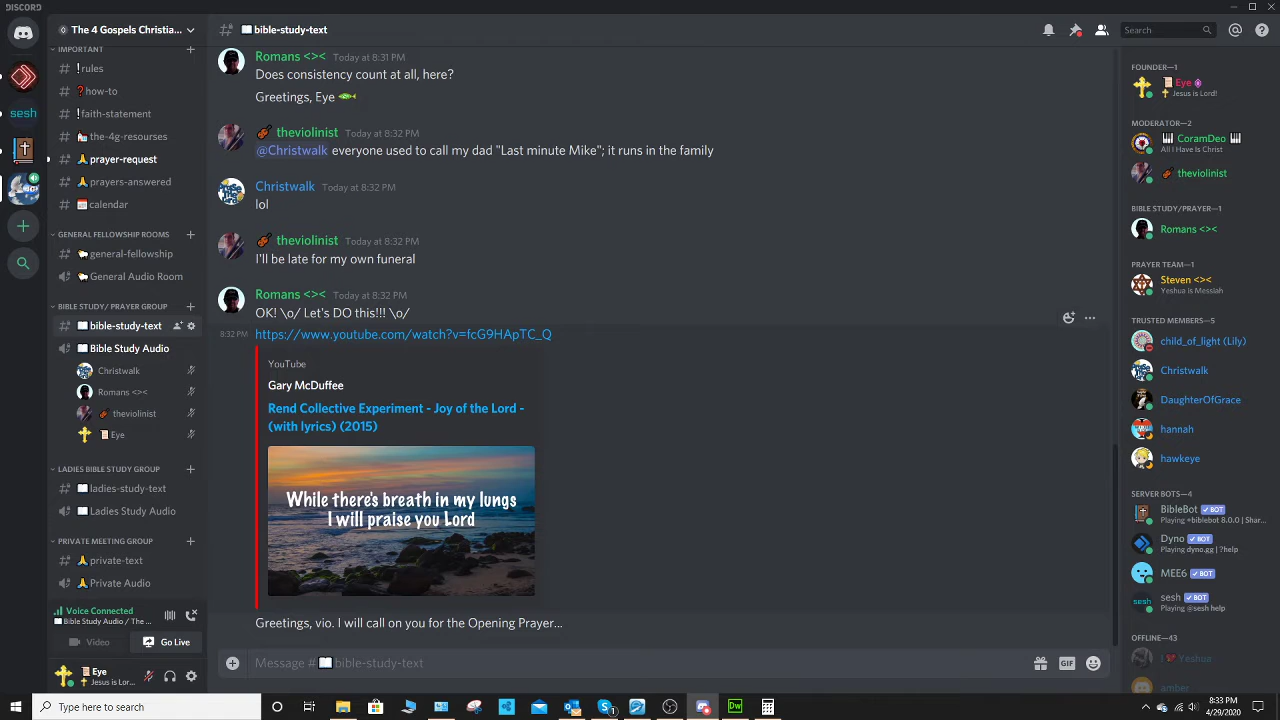 DISCORD
The 4 Gospels Christia...
bible-study-text
Search
IMPORTANT
rules
how-to
faith-statement
the-4g-resourses
prayer-request
prayers-answered
calendar
GENERAL FELLOWSHIP ROOMS
general-fellowship
General Audio Room
BIBLE STUDY/ PRAYER GROUP
bible-study-text
Bible Study Audio
Christwalk
Romans <><
theviolinist
Eye
LADIES BIBLE STUDY GROUP
ladies-study-text
Ladies Study Audio
PRIVATE MEETING GROUP
private-text
Private Audio
Voice Connected
Bible Study Audio / The ...
Video
Go Live
Eye
Jesus is Lor...
sesh
Romans <>< Today at 8:31 PM
Does consistency count at all, here?
Greetings, Eye
theviolinist Today at 8:32 PM
@Christwalk everyone used to call my dad "Last minute Mike"; it runs in the family
Christwalk Today at 8:32 PM
lol
theviolinist Today at 8:32 PM
I'll be late for my own funeral
Romans <>< Today at 8:32 PM
OK! \o/ Let's DO this!!! \o/
8:32 PM https://www.youtube.com/watch?v=fcG9HApTC_Q
YouTube
Gary McDuffee
Rend Collective Experiment - Joy of the Lord -
(with lyrics) (2015)
While there's breath in my lungs
I will praise you Lord
Greetings, vio. I will call on you for the Opening Prayer...
Message # bible-study-text
GIF
FOUNDER—1
Eye
Jesus is Lord!
MODERATOR—2
CoramDeo
All I Have Is Christ
theviolinist
BIBLE STUDY/PRAYER—1
Romans <><
PRAYER TEAM—1
Steven <><
Yeshua is Messiah
TRUSTED MEMBERS—5
child_of_light (Lily)
Christwalk
DaughterOfGrace
hannah
hawkeye
SERVER BOTS—4
BibleBot ✓BOT
Playing +biblebot 8.0.0 | Shar...
Dyno ✓BOT
Playing dyno.gg | ?help
MEE6 ✓BOT
sesh ✓BOT
sesh
Playing @sesh help
OFFLINE—43
I Yeshua
amber
Type here to search
Dw
8:33 PM
4/29/2020